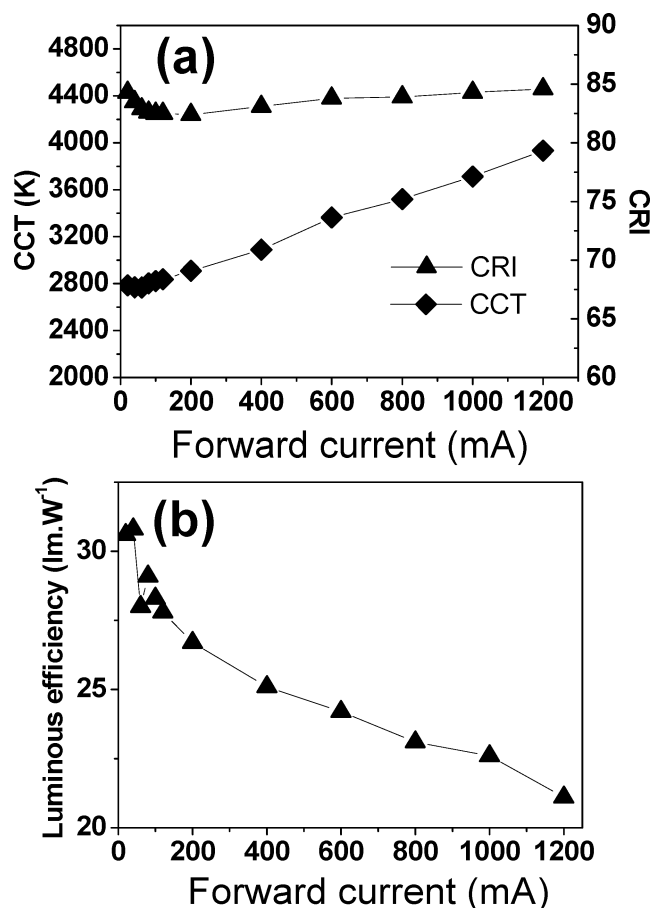 (a)
4800
4400
4000
3600
3200
2800
2400
2000
CCT (K)
90
85
80
75
70
65
60
CRI
CRI
CCT
0 200 400 600 800 1000 1200
Forward current (mA)
(b)
30
25
20
Luminous efficiency (lm.W⁻¹)
0 200 400 600 800 1000 1200
Forward current (mA)